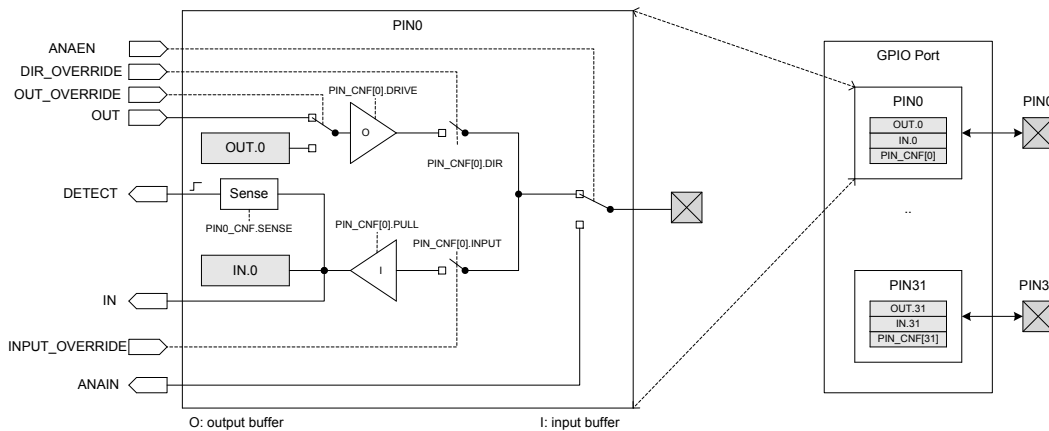 PIN0
ANAEN
DIR_OVERRIDE
OUT_OVERRIDE
OUT
PIN_CNF[0].DRIVE
O
OUT.0
PIN_CNF[0].DIR
DETECT
Sense
PIN0_CNF.SENSE
PIN_CNF[0].PULL
PIN_CNF[0].INPUT
IN.0
I
IN
INPUT_OVERRIDE
ANAIN
O: output buffer
I: input buffer
GPIO Port
PIN0
OUT.0
IN.0
PIN_CNF[0]
PIN0
..
PIN31
OUT.31
IN.31
PIN_CNF[31]
PIN3